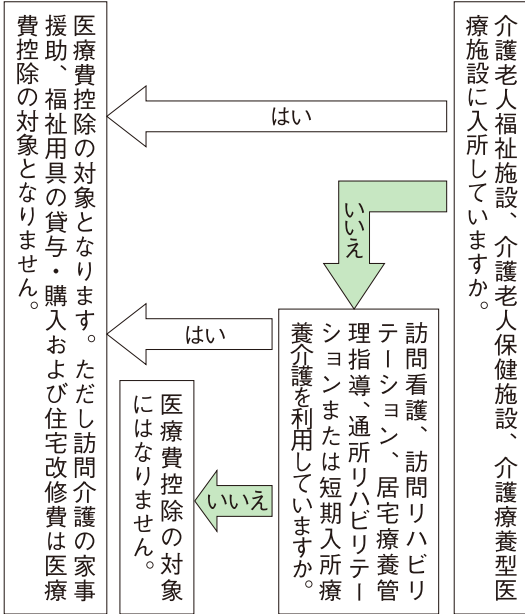 介護老人福祉施設、介護老人保健施設、介護療養型医
療施設に入所していますか。
はい
いいえ
訪問看護、訪問リハビリ
テーション、居宅療養管
理指導、通所リハビリテー
ションまたは短期入所療
養介護を利用していますか。
はい
いいえ
医療費控除の対象
にはなりません。
医療費控除の対象となります。ただし訪問介護の家事
援助、福祉用具の貸与・購入および住宅改修費は医療
費控除の対象となりません。